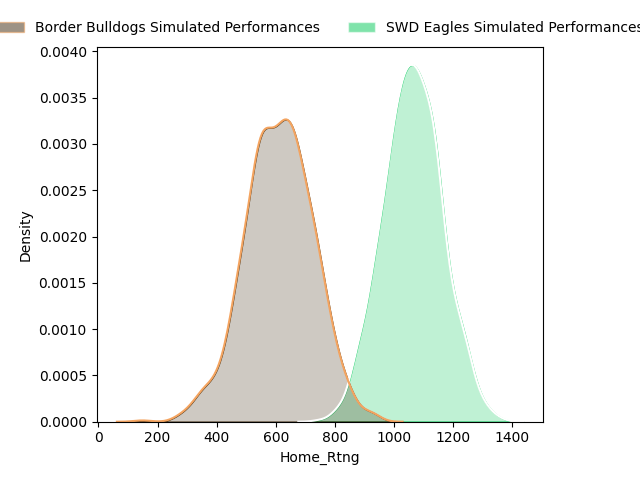 Border Bulldogs Simulated Performances SWD Eagles Simulated Performances
0.0040
0.0035
0.0030
0.0025
0.0020
0.0015
0.0010
0.0005
0.0000
Density
0 200 400 600 800 1000 1200 1400
Home_Rtng